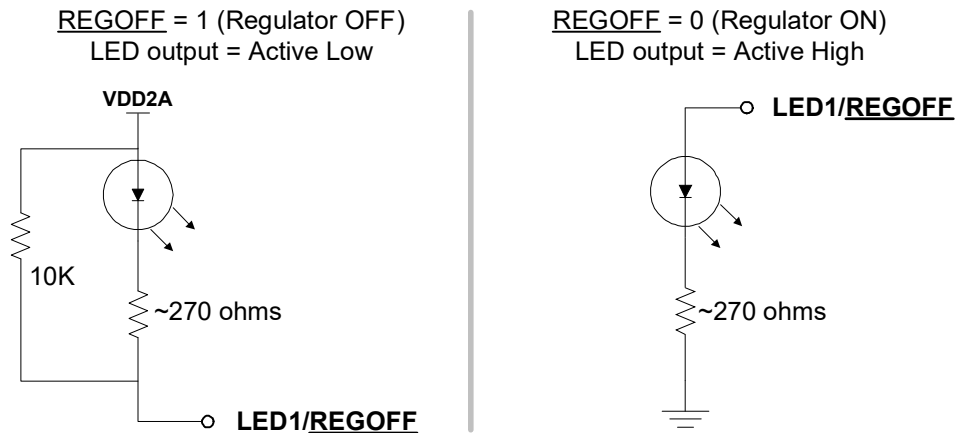 REGOFF = 1 (Regulator OFF)
LED output = Active Low
VDD2A
10K
~270 ohms
LED1/REGOFF
REGOFF = 0 (Regulator ON)
LED output = Active High
LED1/REGOFF
~270 ohms